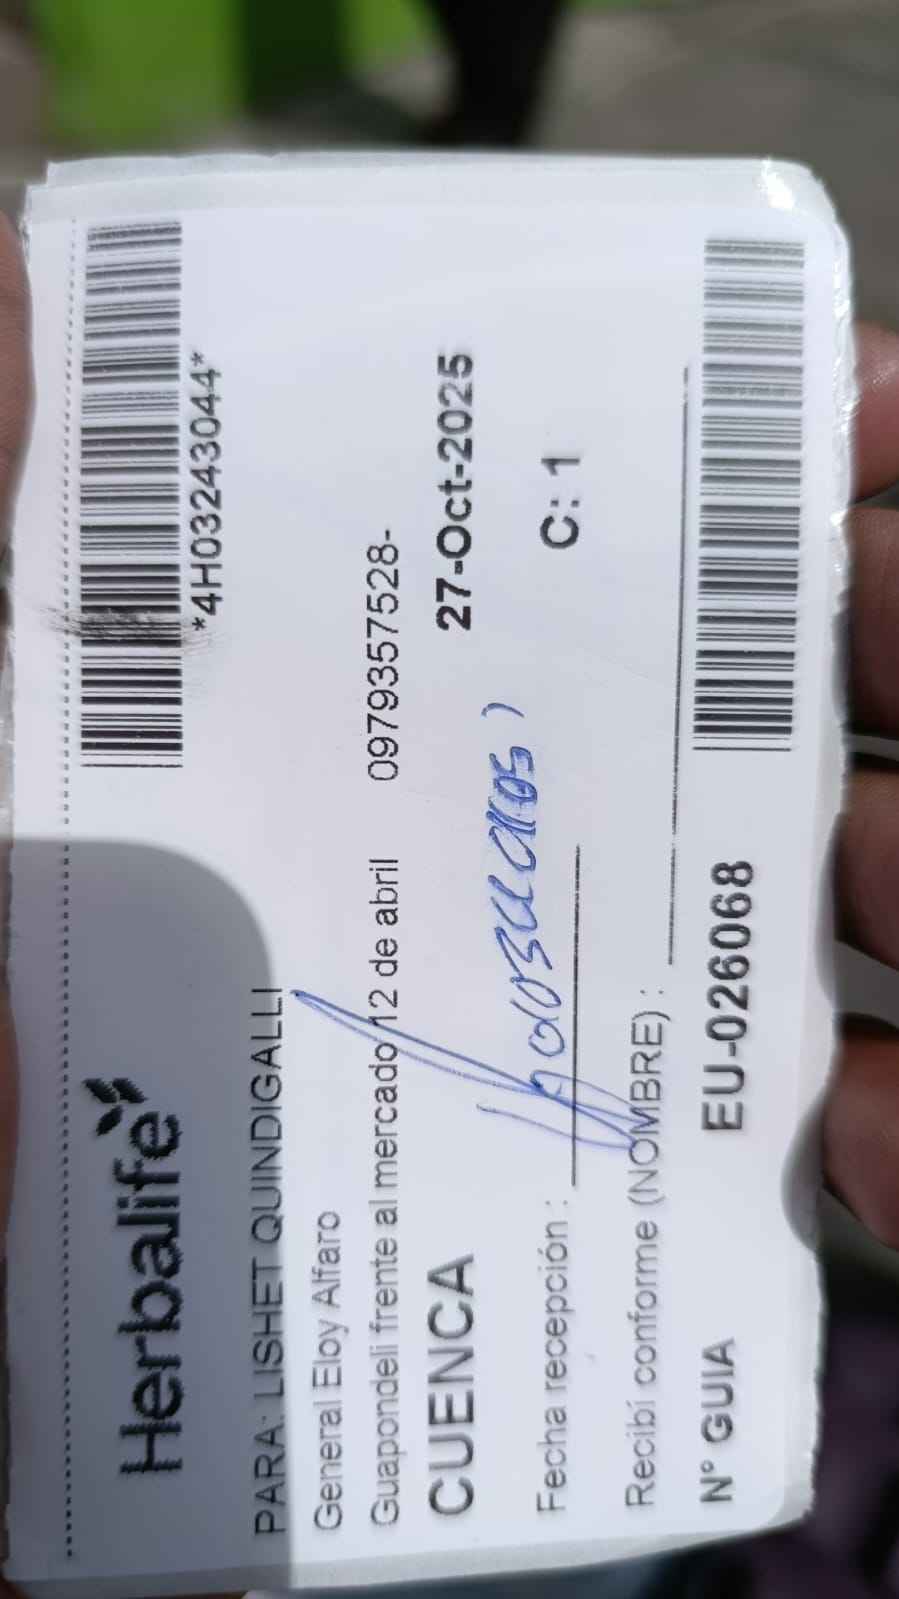 Herbalife
*4H03243044*
PARA: LISHET QUINDIGALLI
General Eloy Alfaro
Guapondeli frente al mercado 12 de abril 0979357528-
CUENCA 27-Oct-2025
Fecha recepción :
C: 1
Recibí conforme (NOMBRE) :
N° GUIA EU-026068